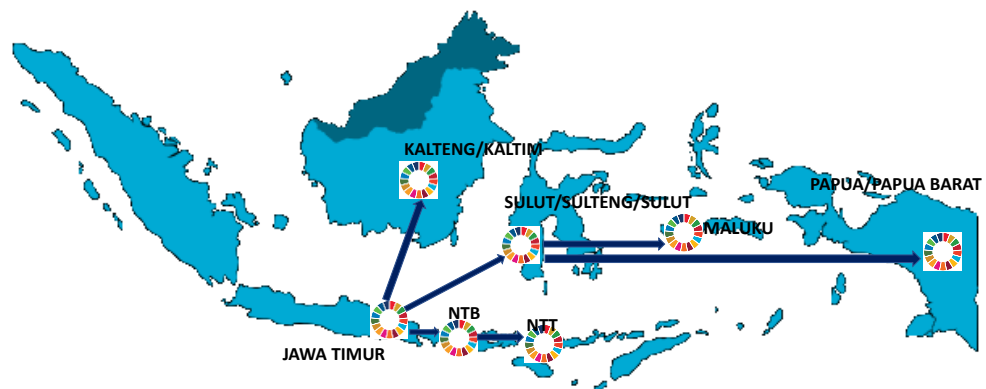 KALTENG/KALTIM
PAPUA/PAPUA BARAT
SULUT/SULTENG/SULUT
MALUKU
NTB
NTT
JAWA TIMUR